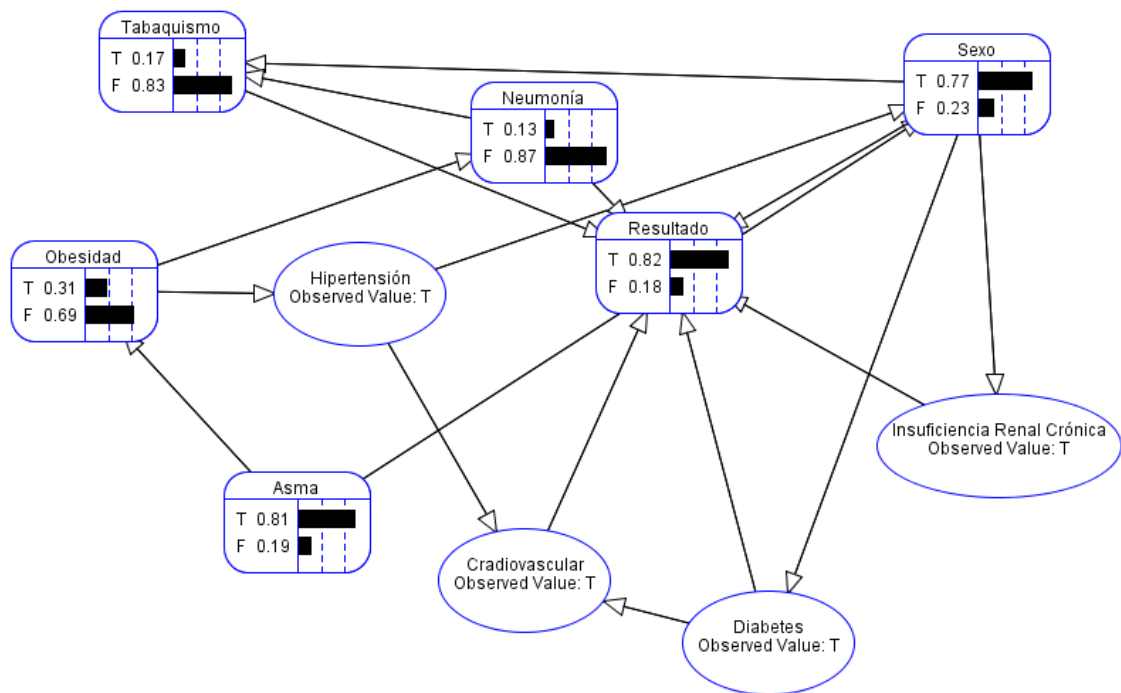 Tabaquismo
T 0.17
F 0.83
Sexo
T 0.77
F 0.23
Neumonía
T 0.13
F 0.87
Resultado
T 0.82
F 0.18
Obesidad
T 0.31
F 0.69
Hipertensión
Observed Value: T
Insuficiencia Renal Crónica
Observed Value: T
Asma
T 0.81
F 0.19
Cradiovascular
Observed Value: T
Diabetes
Observed Value: T